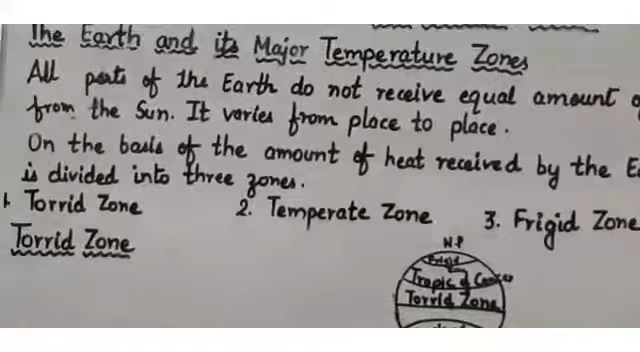 The Earth and its Major Temperature Zones
All parts of the Earth do not receive equal amount
from the Sun. It varies from place to place.
On the basis of the amount of heat received by the
is divided into three zones.
1. Torrid Zone 2. Temperate Zone 3. Frigid Zone
Torrid Zone
N.P
Frigid
Tropic of Cancer
Torrid Zone